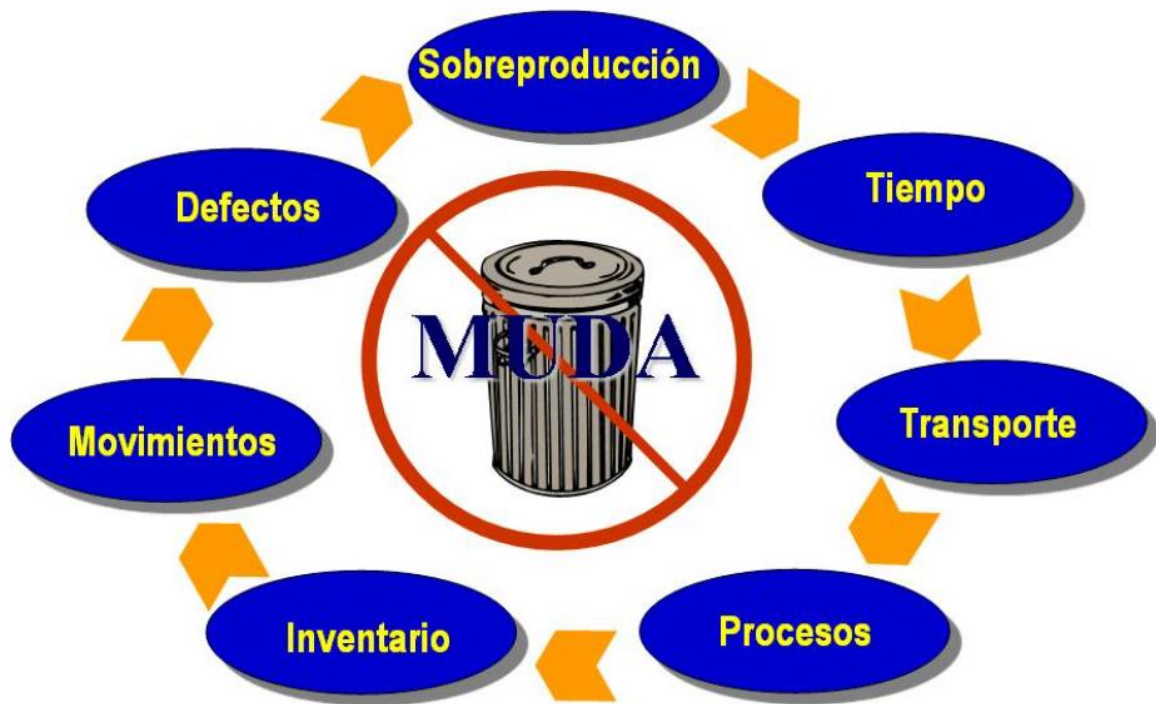 Sobreproducción
Tiempo
Transporte
Procesos
Inventario
Movimientos
Defectos
MUDA